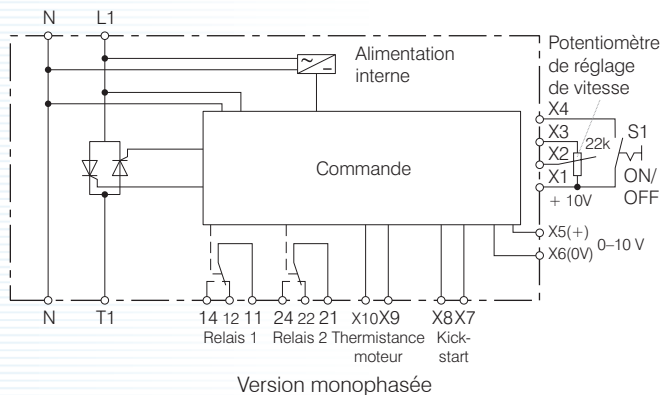 N L1
Alimentation
interne
~
–
Potentiomètre
de réglage
de vitesse
X4
X3
S1
X2
22k
Commande
X1
ON/
OFF
+ 10V
X5(+)
0–10 V
X6(0V)
N T1
14 12 11 24 22 21 X10X9 X8X7
Relais 1 Relais 2 Thermistance Kick-
moteur start
Version monophasée